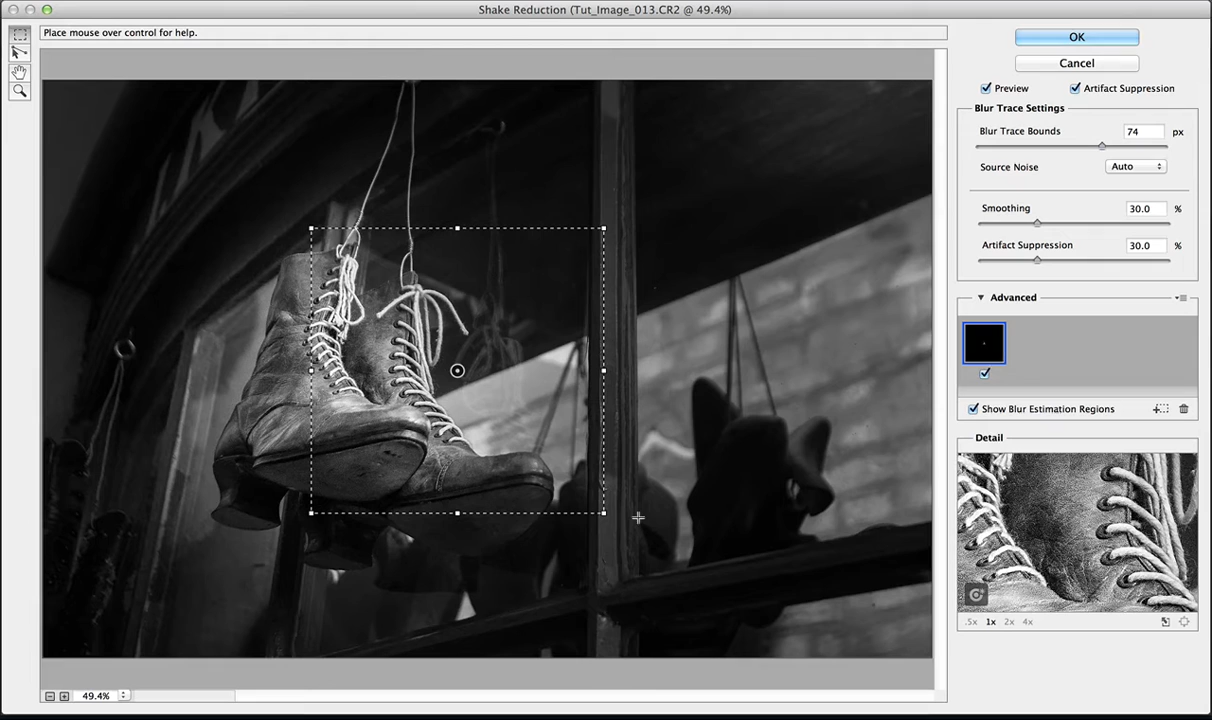 Shake Reduction (Tut_Image_013.CR2 @ 49.4%)
Place mouse over control for help.
OK
Cancel
Preview
Artifact Suppression
Blur Trace Settings
Blur Trace Bounds 74 px
Source Noise Auto
Smoothing 30.0 %
Artifact Suppression 30.0 %
Advanced
Show Blur Estimation Regions
Detail
.5x 1x 2x 4x
49.4%